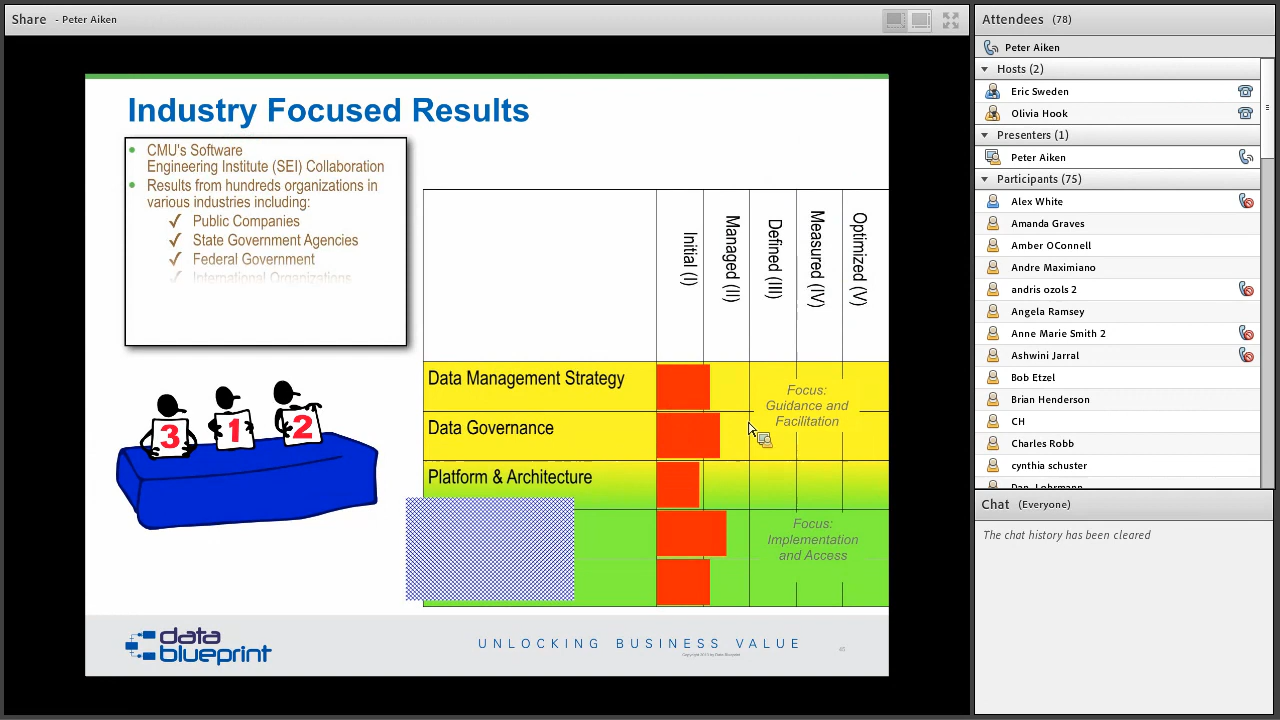 Share - Peter Aiken
Industry Focused Results
CMU's Software
Engineering Institute (SEI) Collaboration
Results from hundreds organizations in
various industries including:
✓ Public Companies
✓ State Government Agencies
✓ Federal Government
✓ International Organizations
3
1
2
Initial (I)
Managed (II)
Defined (III)
Measured (IV)
Optimized (V)
Data Management Strategy
Data Governance
Platform & Architecture
Focus:
Guidance and
Facilitation
Focus:
Implementation
and Access
data
blueprint
UNLOCKING BUSINESS VALUE
Attendees (78)
Peter Aiken
Hosts (2)
Eric Sweden
Olivia Hook
Presenters (1)
Peter Aiken
Participants (75)
Alex White
Amanda Graves
Amber OConnell
Andre Maximiano
andris ozols 2
Angela Ramsey
Anne Marie Smith 2
Ashwini Jarral
Bob Etzel
Brian Henderson
CH
Charles Robb
cynthia schuster
Dan Lohrmann
Chat (Everyone)
The chat history has been cleared